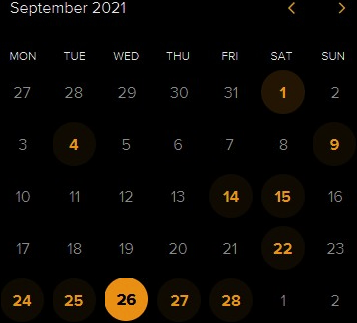 September 2021 < >
MON TUE WED THU FRI SAT SUN
27 28 29 30 31 1 2
3 4 5 6 7 8 9
10 11 12 13 14 15 16
17 18 19 20 21 22 23
24 25 26 27 28 1 2